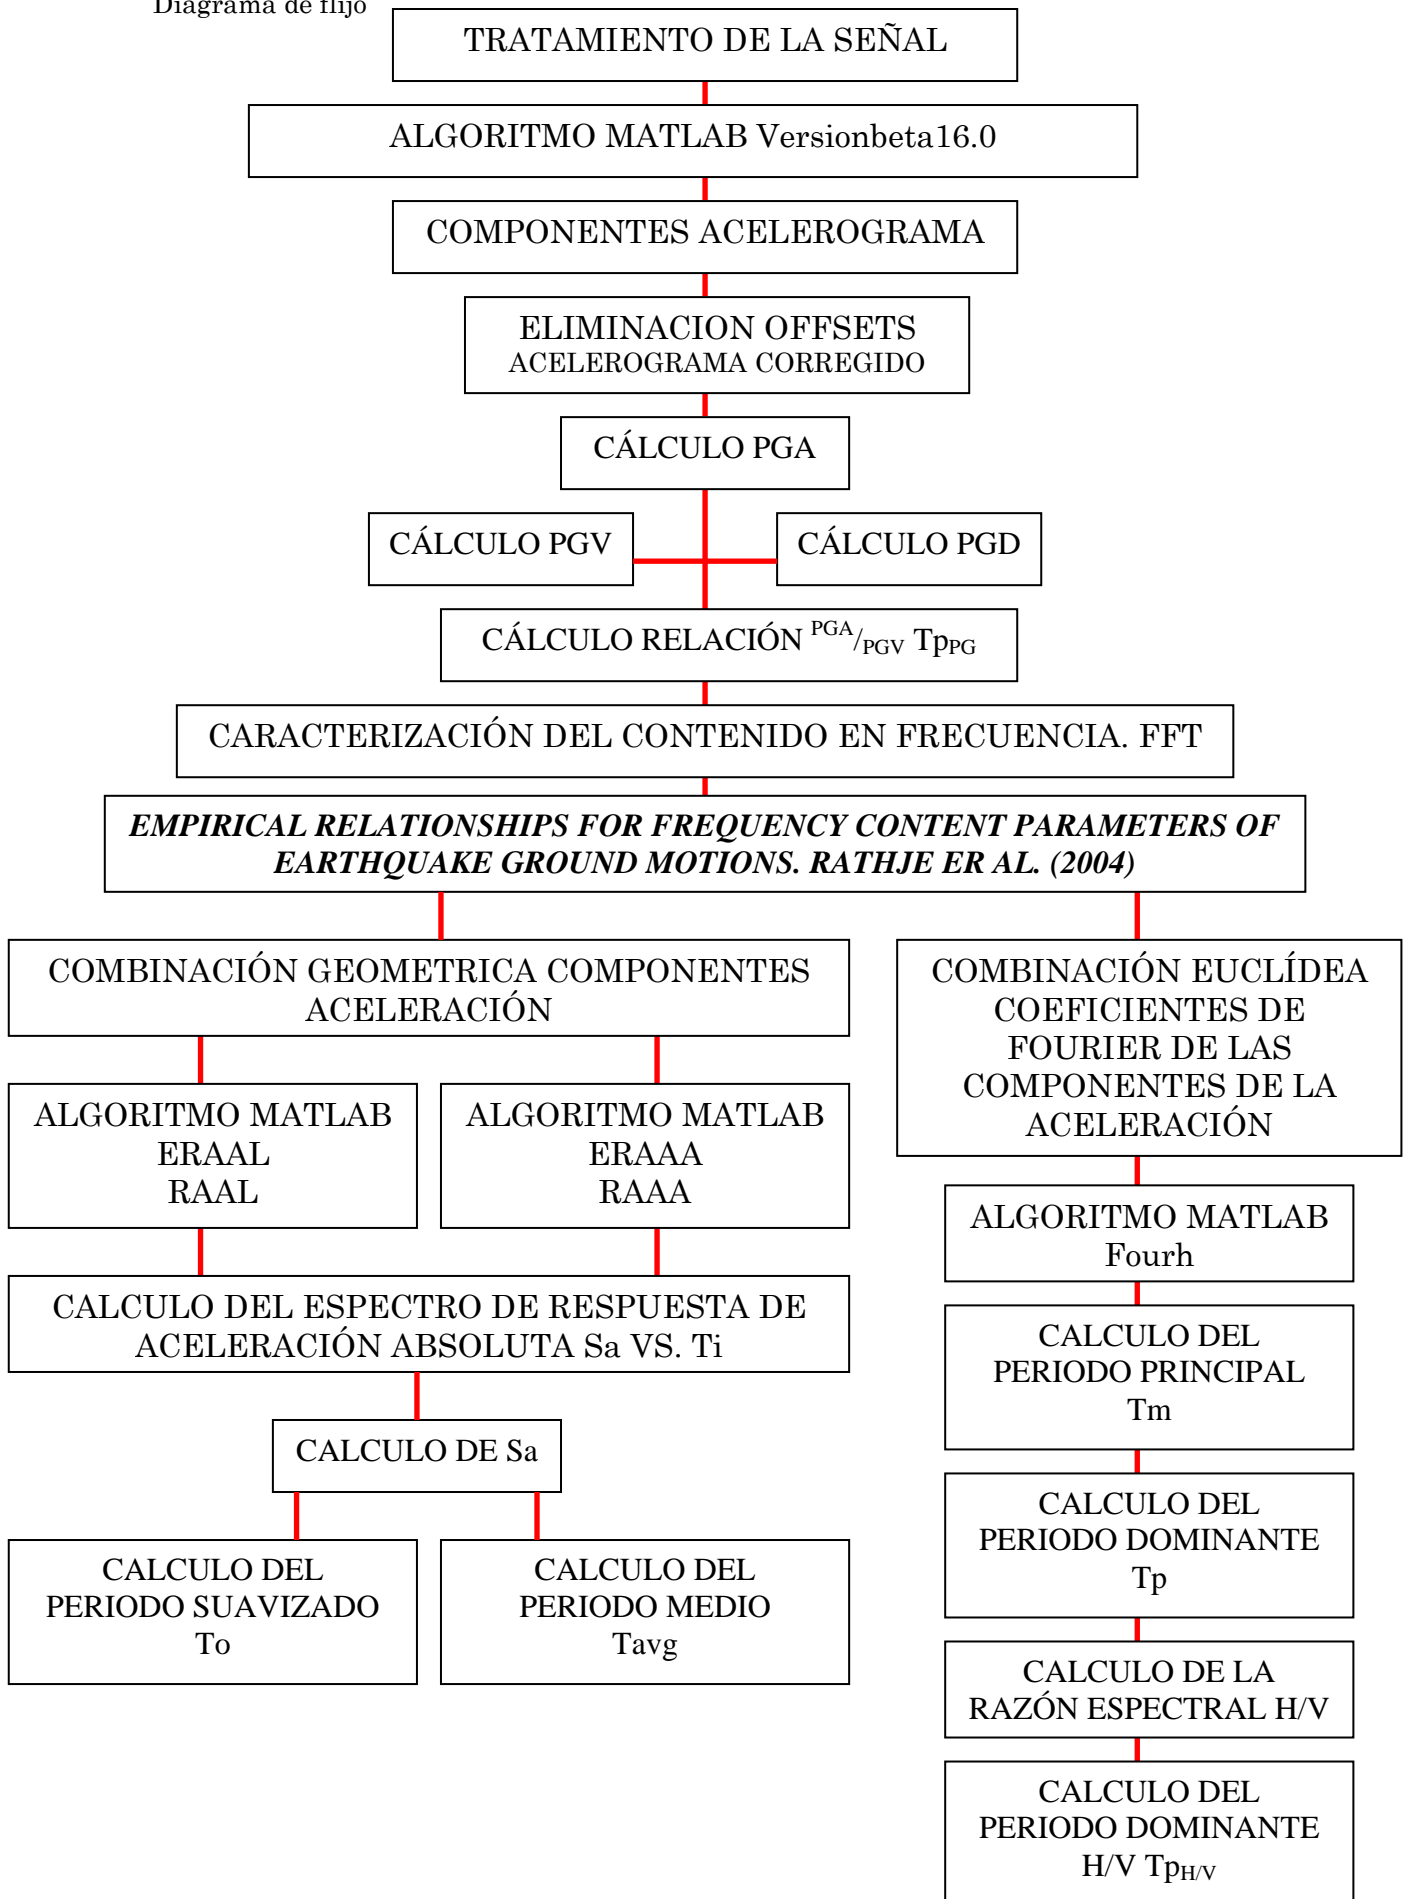 Diagrama de flijo
TRATAMIENTO DE LA SEÑAL
ALGORITMO MATLAB Versionbeta16.0
COMPONENTES ACELEROGRAMA
ELIMINACION OFFSETS
ACELEROGRAMA CORREGIDO
CÁLCULO PGA
CÁLCULO PGV
CÁLCULO PGD
CÁLCULO RELACIÓN PGA/PGV TpPG
CARACTERIZACIÓN DEL CONTENIDO EN FRECUENCIA. FFT
EMPIRICAL RELATIONSHIPS FOR FREQUENCY CONTENT PARAMETERS OF
EARTHQUAKE GROUND MOTIONS. RATHJE ER AL. (2004)
COMBINACIÓN GEOMETRICA COMPONENTES
ACELERACIÓN
ALGORITMO MATLAB
ERAAL
RAAL
ALGORITMO MATLAB
ERAAA
RAAA
CALCULO DEL ESPECTRO DE RESPUESTA DE
ACELERACIÓN ABSOLUTA Sa VS. Ti
CALCULO DE Sa
CALCULO DEL
PERIODO SUAVIZADO
To
CALCULO DEL
PERIODO MEDIO
Tavg
COMBINACIÓN EUCLÍDEA
COEFICIENTES DE
FOURIER DE LAS
COMPONENTES DE LA
ACELERACIÓN
ALGORITMO MATLAB
Fourh
CALCULO DEL
PERIODO PRINCIPAL
Tm
CALCULO DEL
PERIODO DOMINANTE
Tp
CALCULO DE LA
RAZÓN ESPECTRAL H/V
CALCULO DEL
PERIODO DOMINANTE
H/V TpH/V